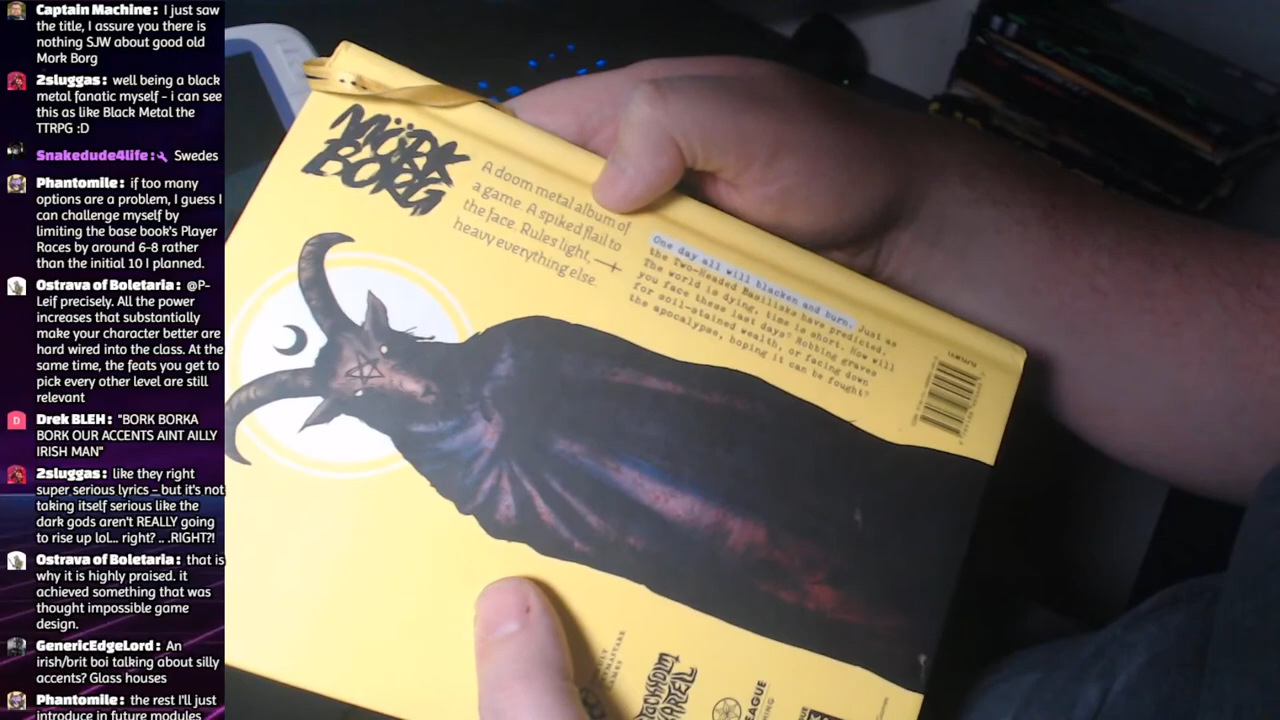 Captain Machine: I just saw
the title, I assure you there is
nothing SJW about good old
Mork Borg
2sluggas: well being a black
metal fanatic myself - i can see
this as like Black Metal the
TTRPG :D
Snakedude4life: Swedes
Phantomile: if too many
options are a problem, I guess I
can challenge myself by
limiting the base book's Player
Races by around 6-8 rather
than the initial 10 I planned.
Ostrava of Boletaria: @P-
Leif precisely. All the power
increases that substantially
make your character better are
hard wired into the class. At the
same time, the feats you get to
pick every other level are still
relevant
Drek BLEH: "BORK BORKA
BORK OUR ACCENTS AINT AILLY
IRISH MAN"
2sluggas: like they right
super serious lyrics - but it's not
taking itself serious like the
dark gods aren't REALLY going
to rise up lol... right? .. .RIGHT?!
Ostrava of Boletaria: that is
why it is highly praised. it
achieved something that was
thought impossible game
design.
GenericEdgeLord: An
irish/brit boi talking about silly
accents? Glass houses
Phantomile: the rest I'll just
introduce in future modules
MÖRK
BORG
A doom metal album of
a game. A spiked flail to
the face. Rules light,
heavy everything else.
One day all will blacken and burn. Just as
the Two-Headed Basilisks have predicted.
The world is dying, time is short. How will
you face these last days? Robbing graves
for soil-stained wealth, or facing down
the apocalypse, hoping it can be fought?
STOCKHOLM
KARTELL